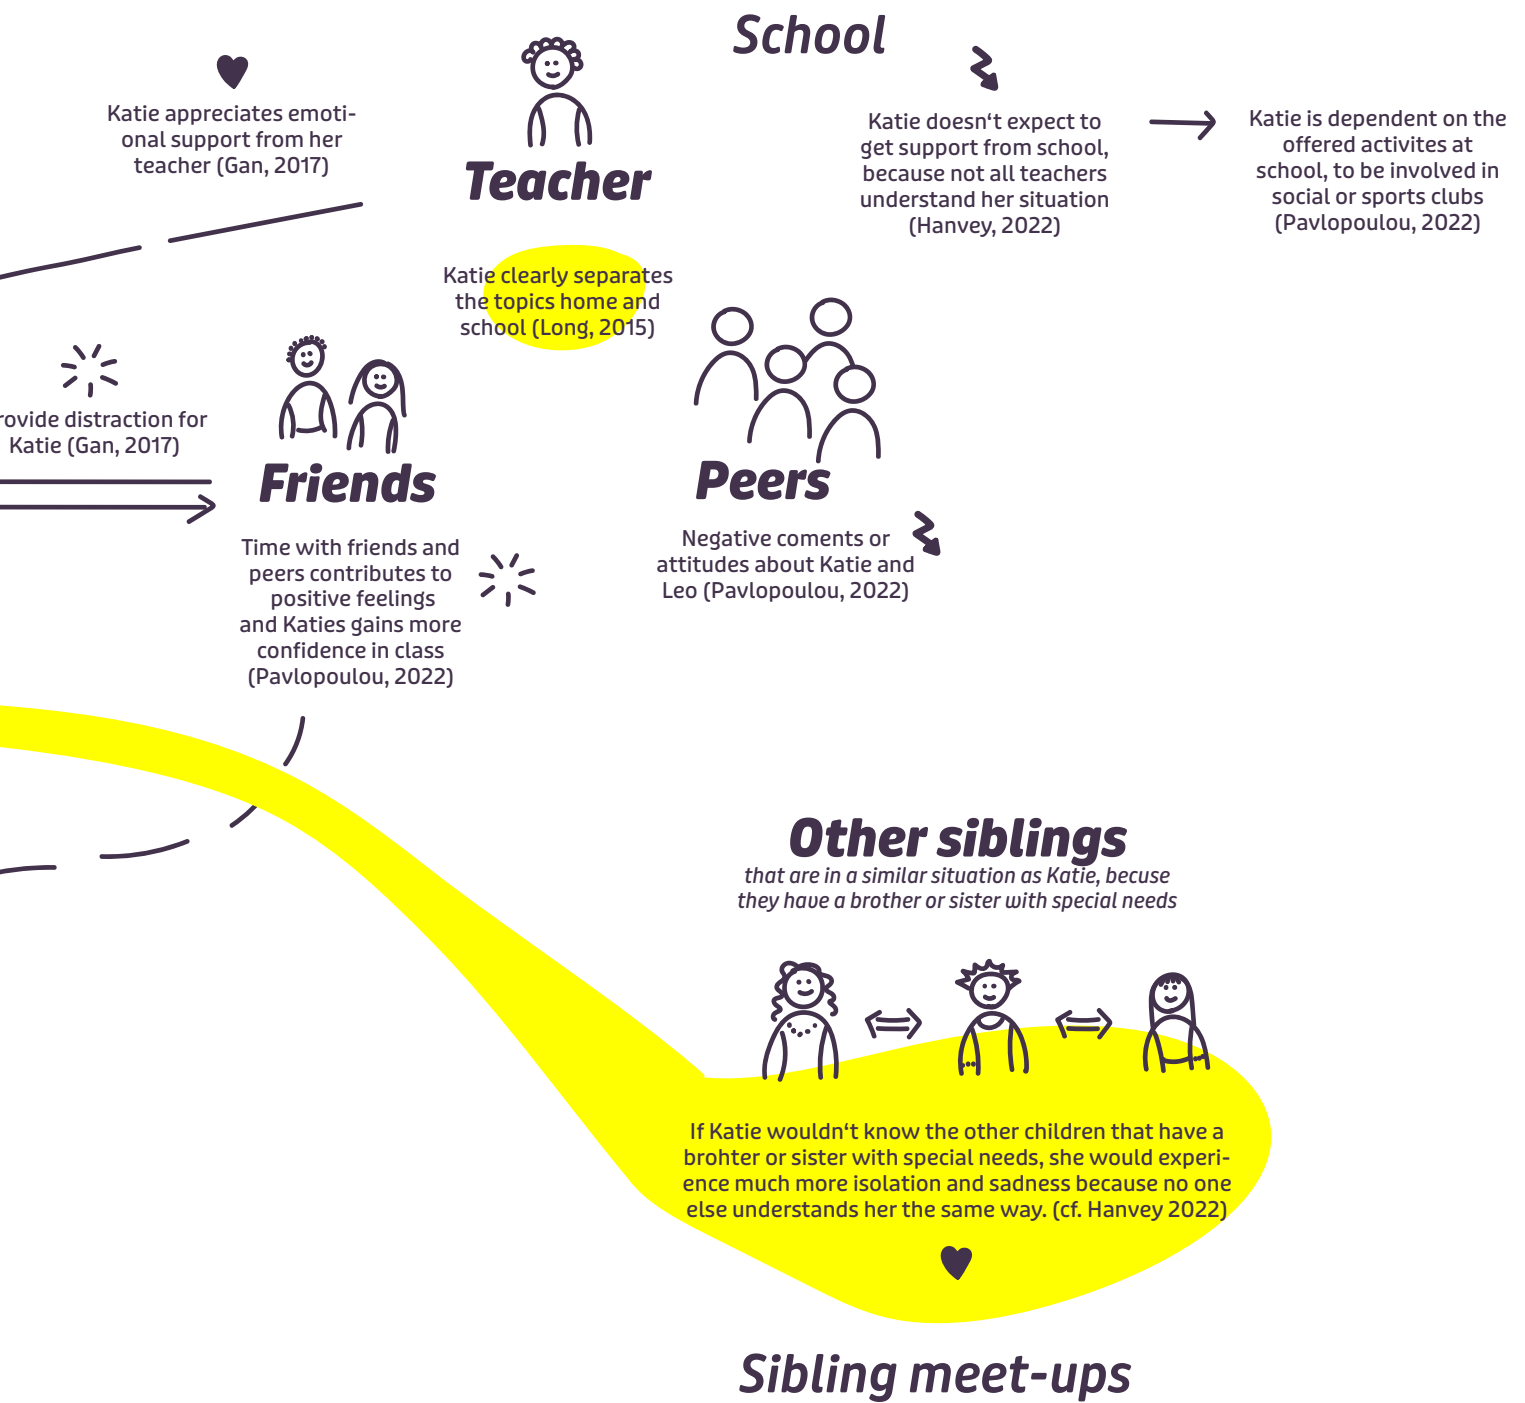 School
Katie appreciates emoti-
onal support from her
teacher (Gan, 2017)
Teacher
Katie doesn‘t expect to
get support from school,
because not all teachers
understand her situation
(Hanvey, 2022)
Katie is dependent on the
offered activites at
school, to be involved in
social or sports clubs
(Pavlopoulou, 2022)
Katie clearly separates
the topics home and
school (Long, 2015)
rovide distraction for
Katie (Gan, 2017)
Friends
Time with friends and
peers contributes to
positive feelings
and Katies gains more
confidence in class
(Pavlopoulou, 2022)
Peers
Negative coments or
attitudes about Katie and
Leo (Pavlopoulou, 2022)
Other siblings
that are in a similar situation as Katie, becuse
they have a brother or sister with special needs
If Katie wouldn‘t know the other children that have a
brohter or sister with special needs, she would experi-
ence much more isolation and sadness because no one
else understands her the same way. (cf. Hanvey 2022)
Sibling meet-ups